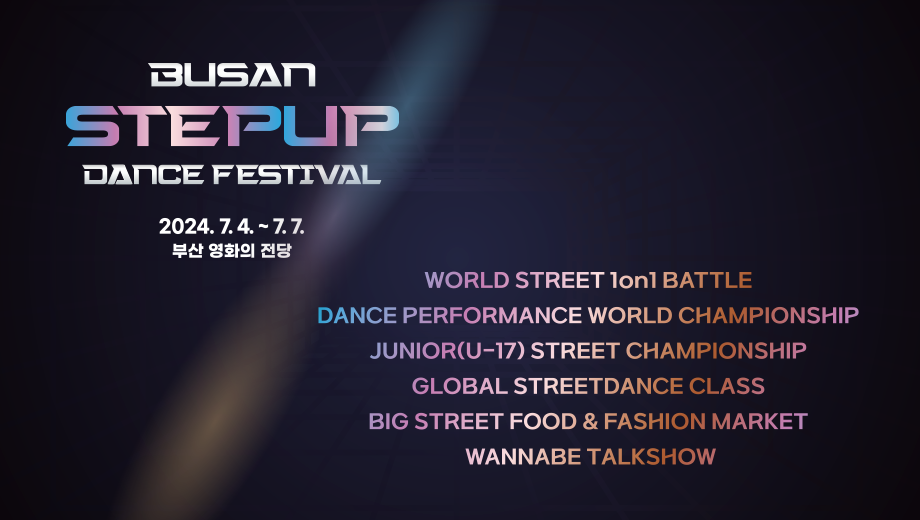 BUSAN
STEPUP
DANCE FESTIVAL
2024. 7. 4. ~ 7. 7.
부산 영화의 전당
WORLD STREET 1on1 BATTLE
DANCE PERFORMANCE WORLD CHAMPIONSHIP
JUNIOR(U-17) STREET CHAMPIONSHIP
GLOBAL STREETDANCE CLASS
BIG STREET FOOD & FASHION MARKET
WANNABE TALKSHOW